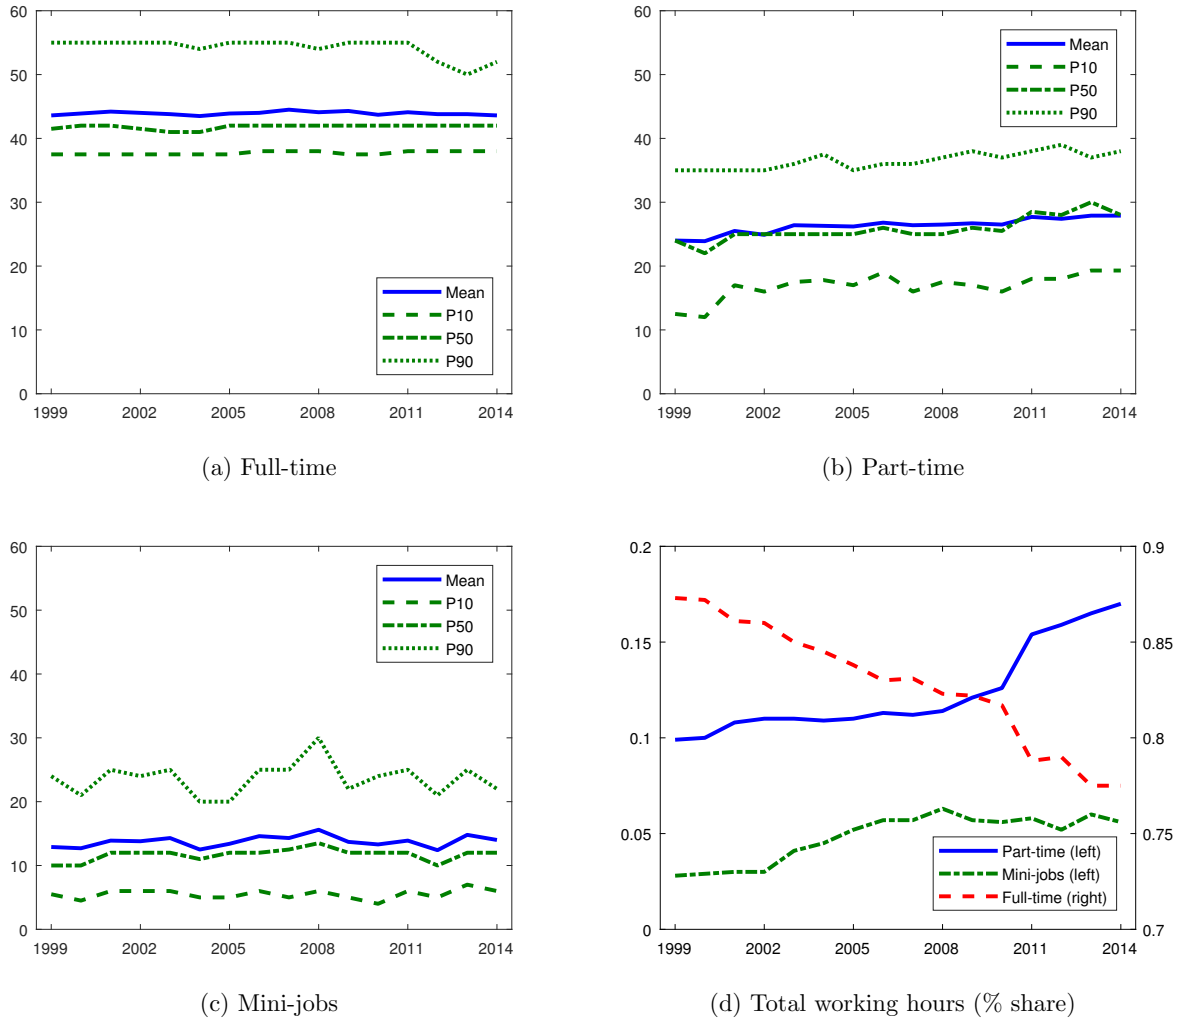 60
50
40
30
20
10
0
1999 2002 2005 2008 2011 2014
Mean
P10
P50
P90
(a) Full-time
60
50
40
30
20
10
0
1999 2002 2005 2008 2011 2014
Mean
P10
P50
P90
(b) Part-time
60
50
40
30
20
10
0
1999 2002 2005 2008 2011 2014
Mean
P10
P50
P90
(c) Mini-jobs
0.2 0.9
0.15 0.85
0.1 0.8
0.05 0.75
0 0.7
1999 2002 2005 2008 2011 2014
Part-time (left)
Mini-jobs (left)
Full-time (right)
(d) Total working hours (% share)